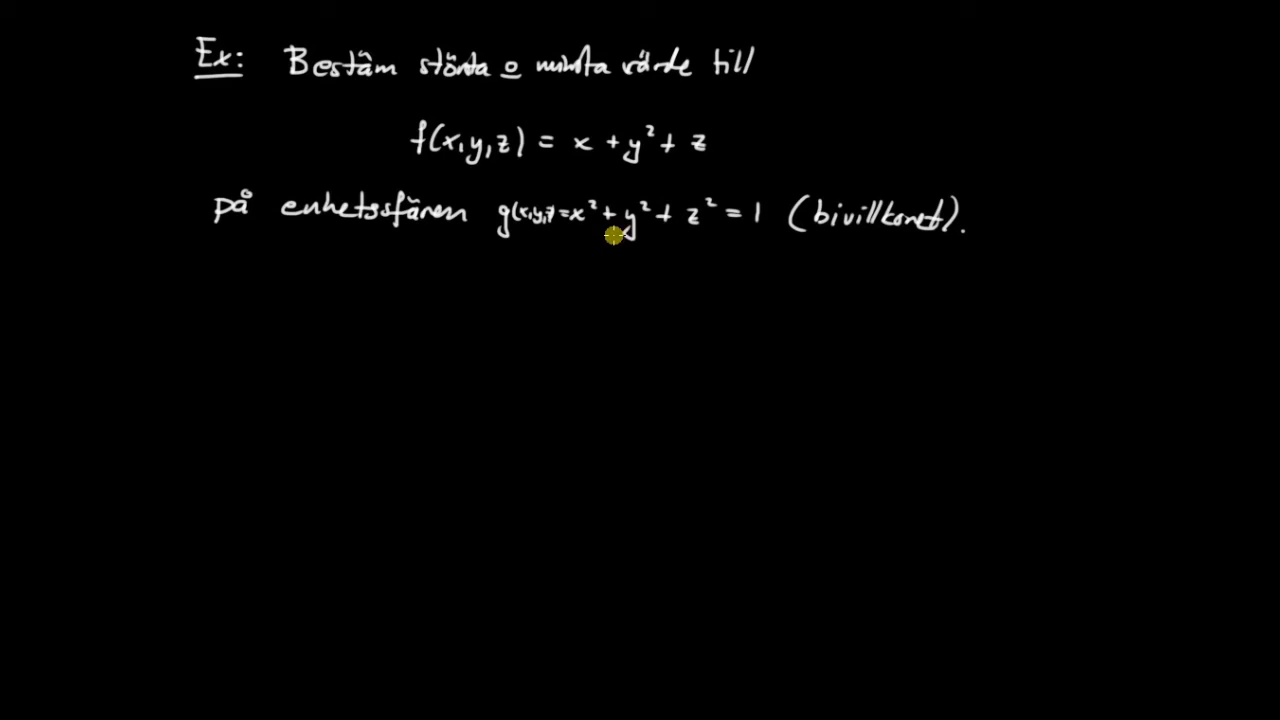 Ex: Bestäm största o minsta värde till
f(x,y,z) = x + y² + z
på enhetssfären g(x,y,z)=x² + y² + z² = 1 (bivillkoret).